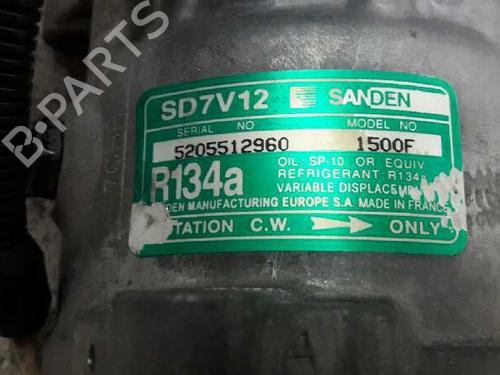 SD7V12 SANDEN
SERIAL NO MODEL NO.
5205512960 1500F
OIL: SP-10 OR EQUIV
R134a REFRIGERANT: R134
VARIABLE DISPLACEM
DEN MANUFACTURING EUROPE S.A. MADE IN FRANCE
TATION C.W. ONLY
A
B-PARTS